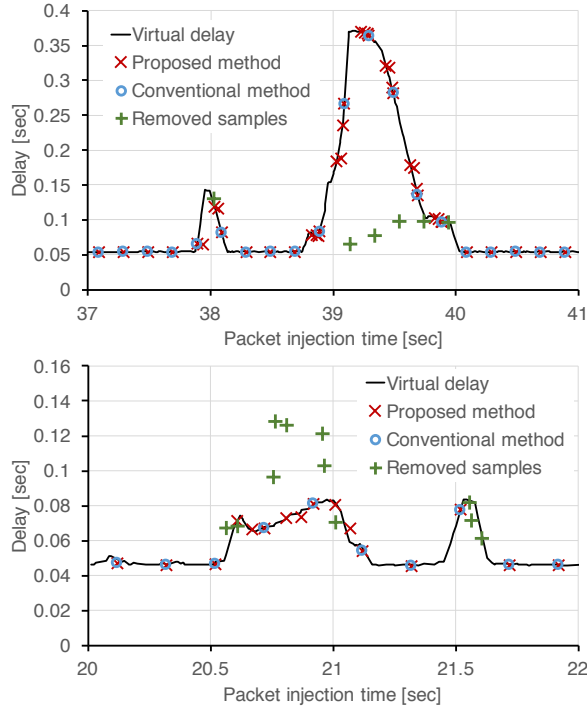 0.4
0.35
0.3
0.25
0.2
0.15
0.1
0.05
0
Delay [sec]
Virtual delay
Proposed method
Conventional method
Removed samples
37 38 39 40 41
Packet injection time [sec]
0.16
0.14
0.12
0.1
0.08
0.06
0.04
0.02
0
Delay [sec]
Virtual delay
Proposed method
Conventional method
Removed samples
20 20.5 21 21.5 22
Packet injection time [sec]